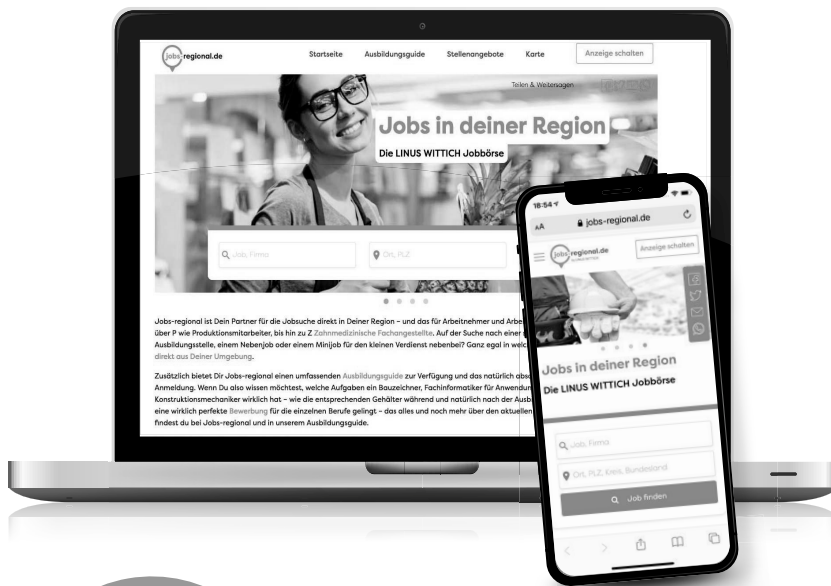 jobs-regional.de
Startseite Ausbildungsguide Stellenangebote Karte Anzeige schalten
Teilen & Weitersagen
Jobs in deiner Region
Die LINUS WITTICH Jobbörse
Job, Firma
Ort, PLZ
Jobs-regional ist Dein Partner für die Jobsuche direkt in Deiner Region – und das für Arbeitnehmer und Arbe
über P wie Produktionsmitarbeiter, bis hin zu Z Zahnmedizinische Fachangestellte. Auf der Suche nach einer
Ausbildungsstelle, einem Nebenjob oder einem Minijob für den kleinen Verdienst nebenbei? Ganz egal in welc
direkt aus Deiner Umgebung.
Zusätzlich bietet Dir Jobs-regional einen umfassenden Ausbildungsguide zur Verfügung und das natürlich abso
Anmeldung. Wenn Du also wissen möchtest, welche Aufgaben ein Bauzeichner, Fachinformatiker für Anwendun
Konstruktionsmechaniker wirklich hat – wie die entsprechenden Gehälter während und natürlich nach der Ausb
eine wirklich perfekte Bewerbung für die einzelnen Berufe gelingt – das alles und noch mehr über den aktuellen
findest du bei Jobs-regional und in unserem Ausbildungsguide.
18:54
AA jobs-regional.de
jobs-regional.de Anzeige schalten
Jobs in deiner Region
Die LINUS WITTICH Jobbörse
Job, Firma
Ort, PLZ, Kreis, Bundesland
Job finden